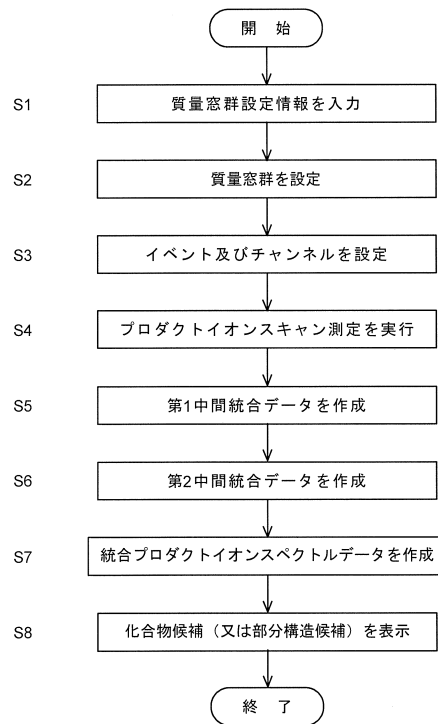 開 始
S1 質量窓群設定情報を入力
S2 質量窓群を設定
S3 イベント及びチャンネルを設定
S4 プロダクトイオンスキャン測定を実行
S5 第1中間統合データを作成
S6 第2中間統合データを作成
S7 統合プロダクトイオンスペクトルデータを作成
S8 化合物候補（又は部分構造候補）を表示
終 了